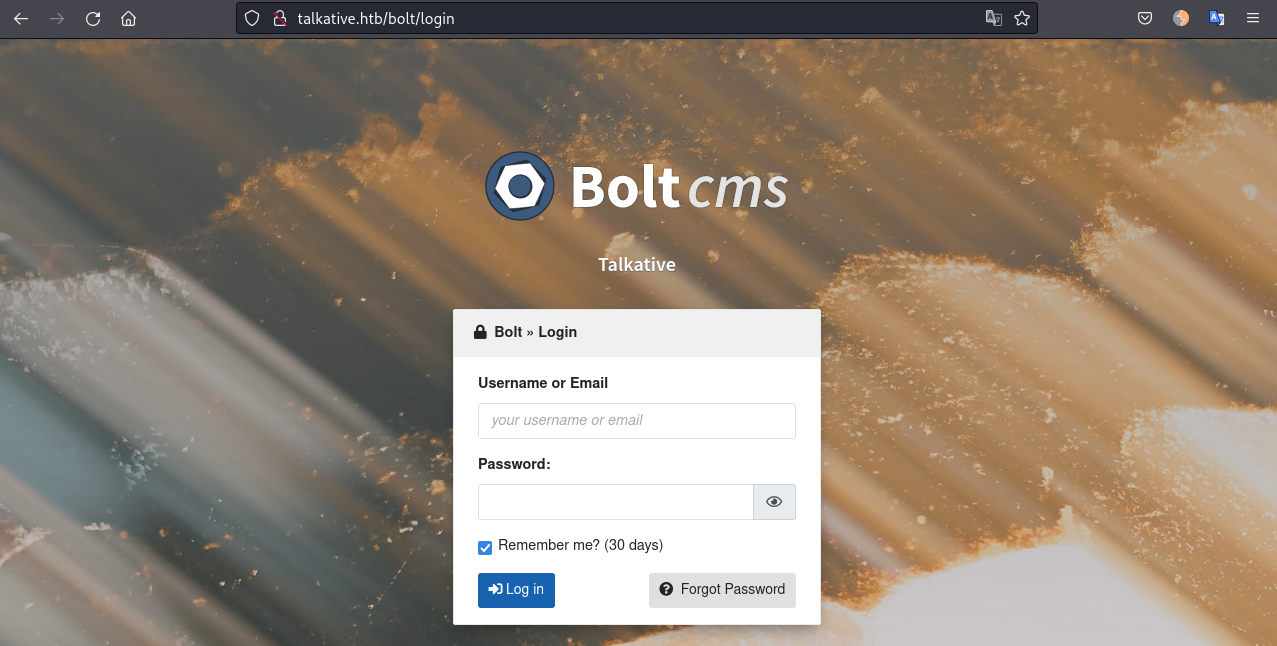 talkative.htb/bolt/login
Bolt cms
Talkative
Bolt » Login
Username or Email
your username or email
Password:
Remember me? (30 days)
Log in Forgot Password